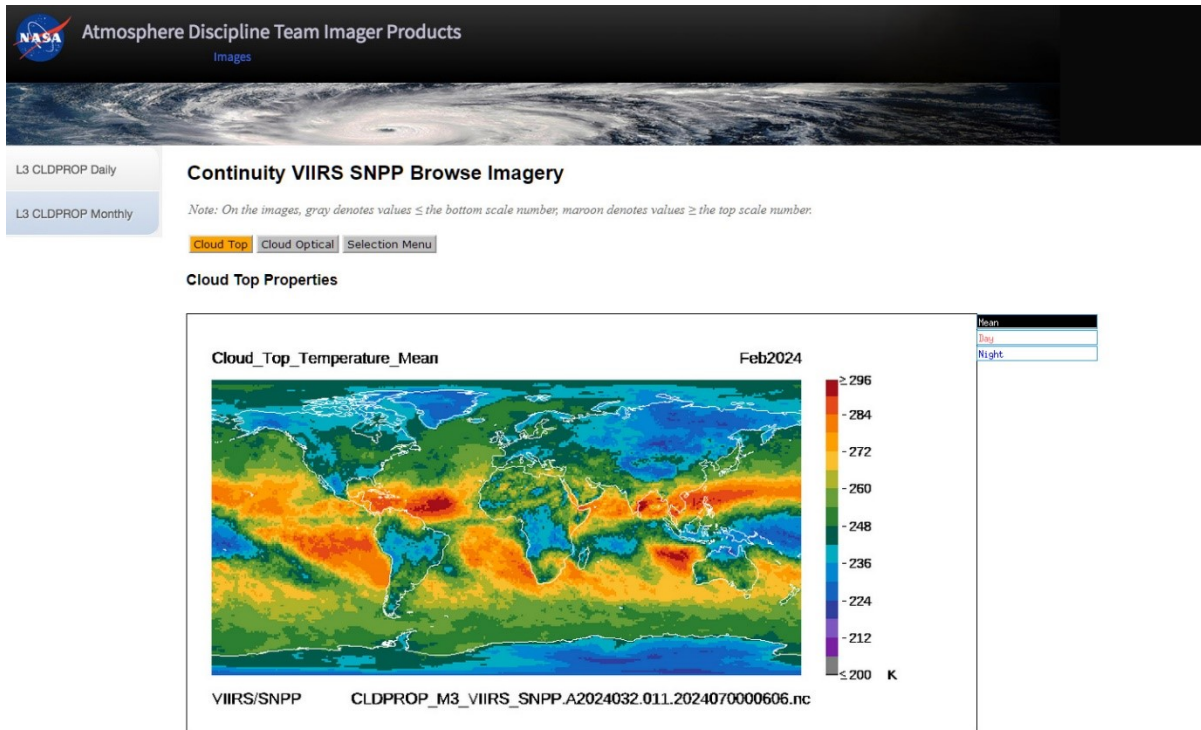 NASA
Atmosphere Discipline Team Imager Products
Images
L3 CLDPROP Daily
L3 CLDPROP Monthly
Continuity VIIRS SNPP Browse Imagery
Note: On the images, gray denotes values ≤ the bottom scale number, maroon denotes values ≥ the top scale number.
Cloud Top Cloud Optical Selection Menu
Cloud Top Properties
Mean
Day
Night
Cloud_Top_Temperature_Mean Feb2024
≥ 296
- 284
- 272
- 260
- 248
- 236
- 224
- 212
≤ 200 K
VIIRS/SNPP CLDPROP_M3_VIIRS_SNPP.A2024032.011.2024070000606.nc